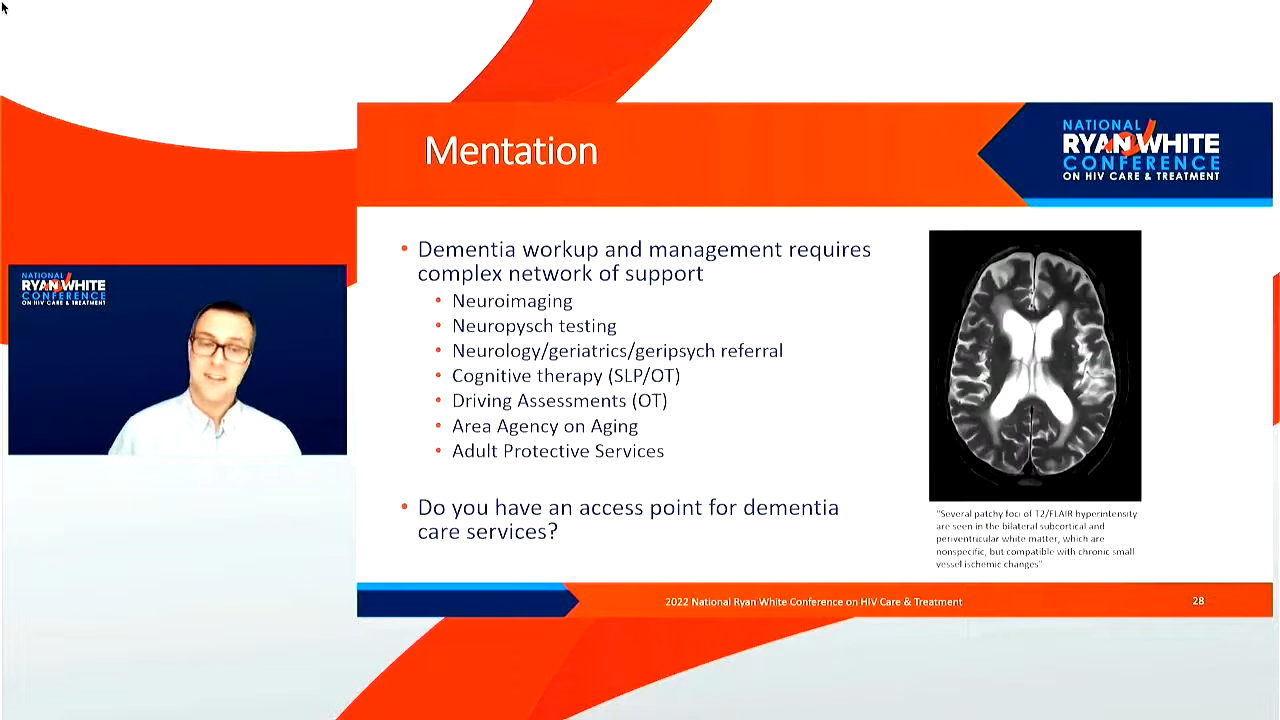 Mentation
NATIONAL
RYAN WHITE
CONFERENCE
ON HIV CARE & TREATMENT
• Dementia workup and management requires
complex network of support
• Neuroimaging
• Neuropysch testing
• Neurology/geriatrics/geripsych referral
• Cognitive therapy (SLP/OT)
• Driving Assessments (OT)
• Area Agency on Aging
• Adult Protective Services
• Do you have an access point for dementia
care services?
"Several patchy foci of T2/FLAIR hyperintensity
are seen in the bilateral subcortical and
periventricular white matter, which are
nonspecific, but compatible with chronic small
vessel ischemic changes"
2022 National Ryan White Conference on HIV Care & Treatment
28
NATIONAL
RYAN WHITE
CONFERENCE
ON HIV CARE & TREATMENT